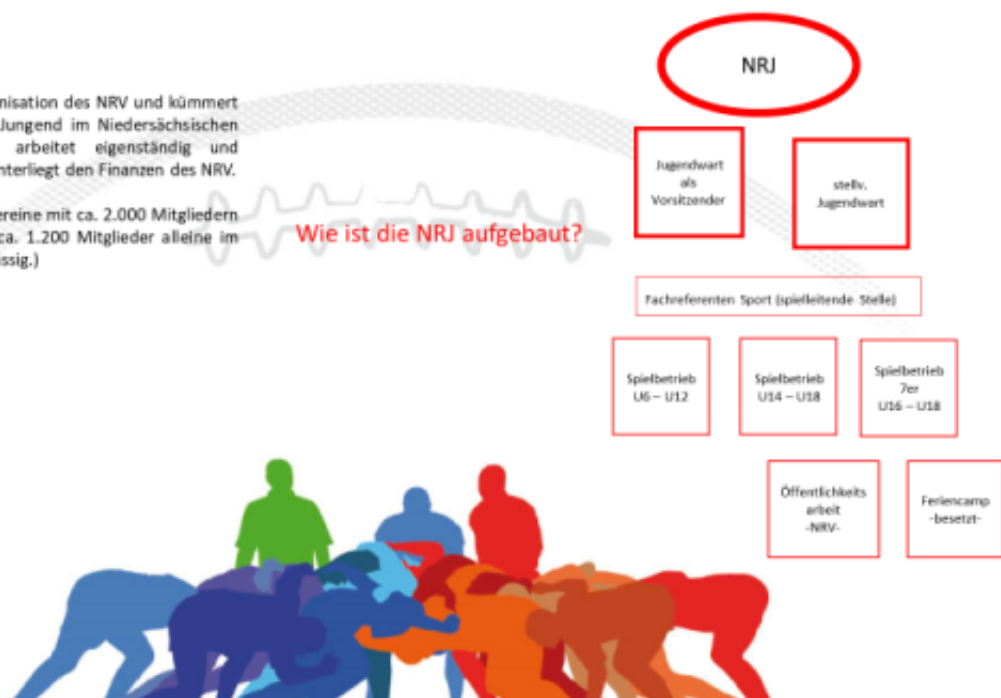 nisation des NRV und kümmert
Jungend im Niedersächsischen
arbeitet eigenständig und
nterliegt den Finanzen des NRV.
ereine mit ca. 2.000 Mitgliedern
ca. 1.200 Mitglieder alleine im
ssig.)
Wie ist die NRJ aufgebaut?
NRJ
Jugendwart
als
Vorsitzender
stellv.
Jugendwart
Fachreferenten Sport (spielleitende Stelle)
Spielbetrieb
U6 – U12
Spielbetrieb
U14 – U18
Spielbetrieb
7er
U16 – U18
Öffentlichkeits
arbeit
-NRV-
Feriencamp
-besetzt-